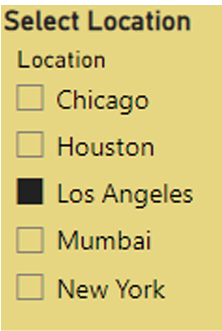 Select Location
Location
Chicago
Houston
Los Angeles
Mumbai
New York